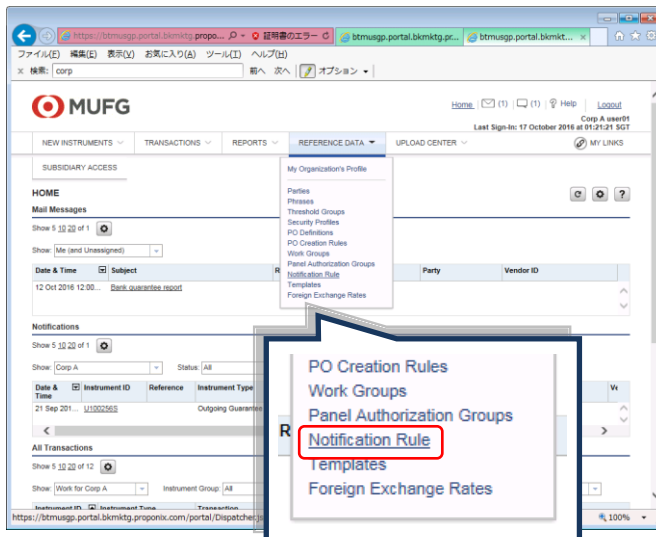 https://btmusgp.portal.bkmktg.propo... 証明書のエラー btmusgp.portal.bkmktg.pr... btmusgp.portal.bkmkt... ×
ファイル(F) 編集(E) 表示(V) お気に入り(A) ツール(T) ヘルプ(H)
× 検索: corp 前へ 次へ オプション
MUFG
Home (1) (1) Help Logout
Corp A user01
Last Sign-In: 17 October 2016 at 01:21:21 SGT
NEW INSTRUMENTS TRANSACTIONS REPORTS REFERENCE DATA UPLOAD CENTER MY LINKS
SUBSIDIARY ACCESS
My Organization's Profile
Parties
Phrases
Threshold Groups
Security Profiles
PO Definitions
PO Creation Rules
Work Groups
Panel Authorization Groups
Notification Rule
Templates
Foreign Exchange Rates
HOME
Mail Messages
Show 5 10 20 of 1
Show: Me (and Unassigned)
Date & Time Subject R Party Vendor ID
12 Oct 2016 12:00... Bank guarantee report
Notifications
Show 5 10 20 of 1
Show: Corp A Status: All
Date & Time Instrument ID Reference Instrument Type
21 Sep 201... U100256S Outgoing Guarantee
All Transactions
Show 5 10 20 of 12
Show: Work for Corp A Instrument Group: All
Instrument ID Instrument Type Transaction
https://btmusgp.portal.bkmktg.proponix.com/portal/Dispatcher.js
PO Creation Rules
Work Groups
Panel Authorization Groups
R Notification Rule
Templates
Foreign Exchange Rates
100%